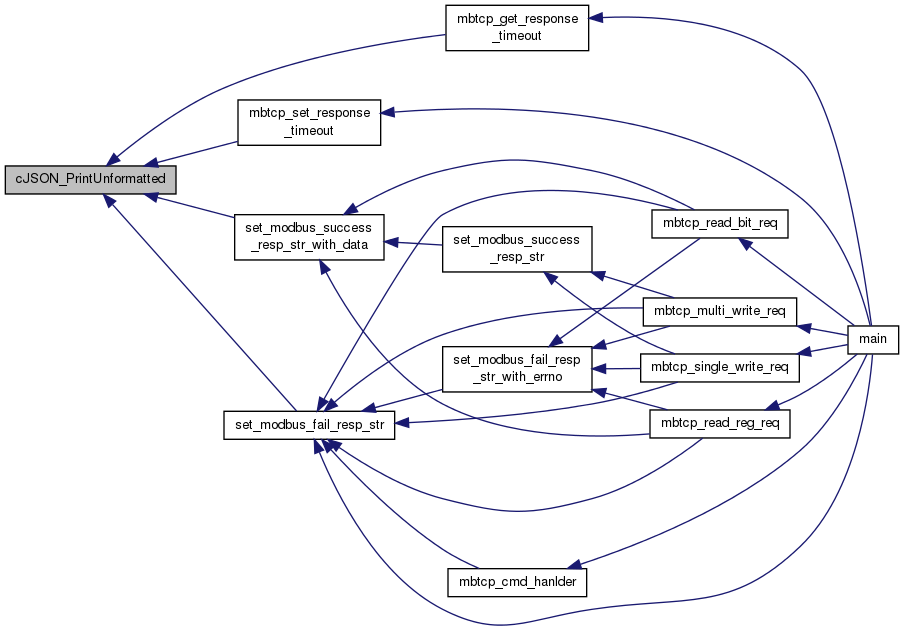 mbtcp_get_response
_timeout
mbtcp_set_response
_timeout
cJSON_PrintUnformatted
set_modbus_success
_resp_str_with_data
mbtcp_read_bit_req
set_modbus_success
_resp_str
mbtcp_multi_write_req
main
set_modbus_fail_resp
_str_with_errno
mbtcp_single_write_req
set_modbus_fail_resp_str
mbtcp_read_reg_req
mbtcp_cmd_hanlder